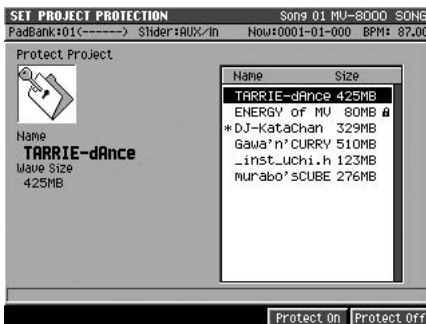 SET PROJECT PROTECTION Song 01 MV-8000 SONG
PadBank:01(------) Slider:AUX/In Now:0001-01-000 BPM: 87.00
Protect Project
Name Size
TARRIE-dAnce 425MB
ENERGY of MV 80MB
*DJ-KataChan 329MB
Gawa'n'CURRY 510MB
_inst_uchi.h 123MB
murabo'sCUBE 276MB
Name
TARRIE-dAnce
Wave Size
425MB
Protect On Protect Off